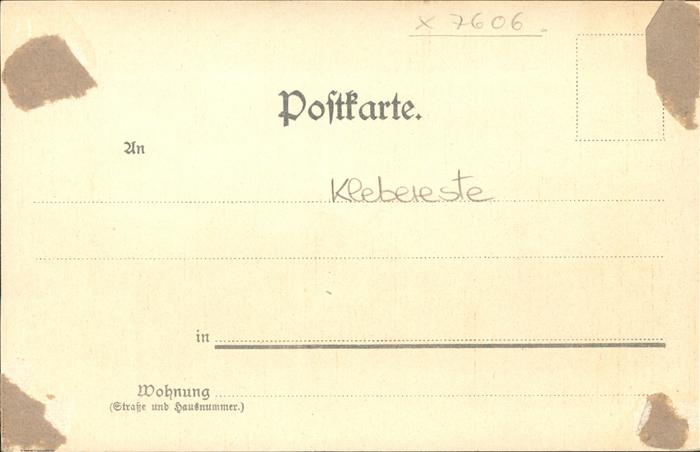 x 7606
Postkarte.
An
Klebereste
in
Wohnung
(Straße und Hausnummer.)